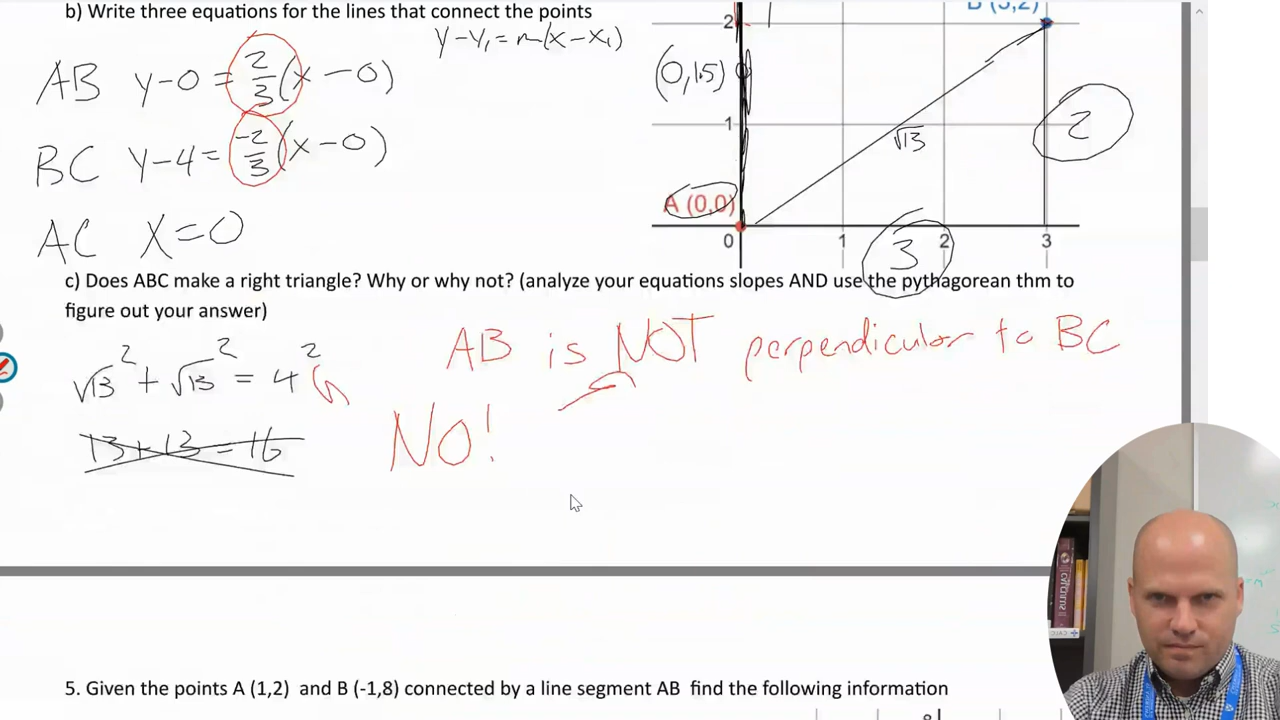 b) Write three equations for the lines that connect the points
y-y₁=m(x-x₁)
AB y-0=2/3(x-0)
BC y-4=-2/3(x-0)
AC x=0
2
B (3,2)
(0,1.5)
1
√13
2
A (0,0)
0 1 2 3
3
c) Does ABC make a right triangle? Why or why not? (analyze your equations slopes AND use the pythagorean thm to
figure out your answer)
√13² + √13² = 4²
AB is NOT perpendicular to BC
13+13=16
NO!
5. Given the points A (1,2) and B (-1,8) connected by a line segment AB find the following information